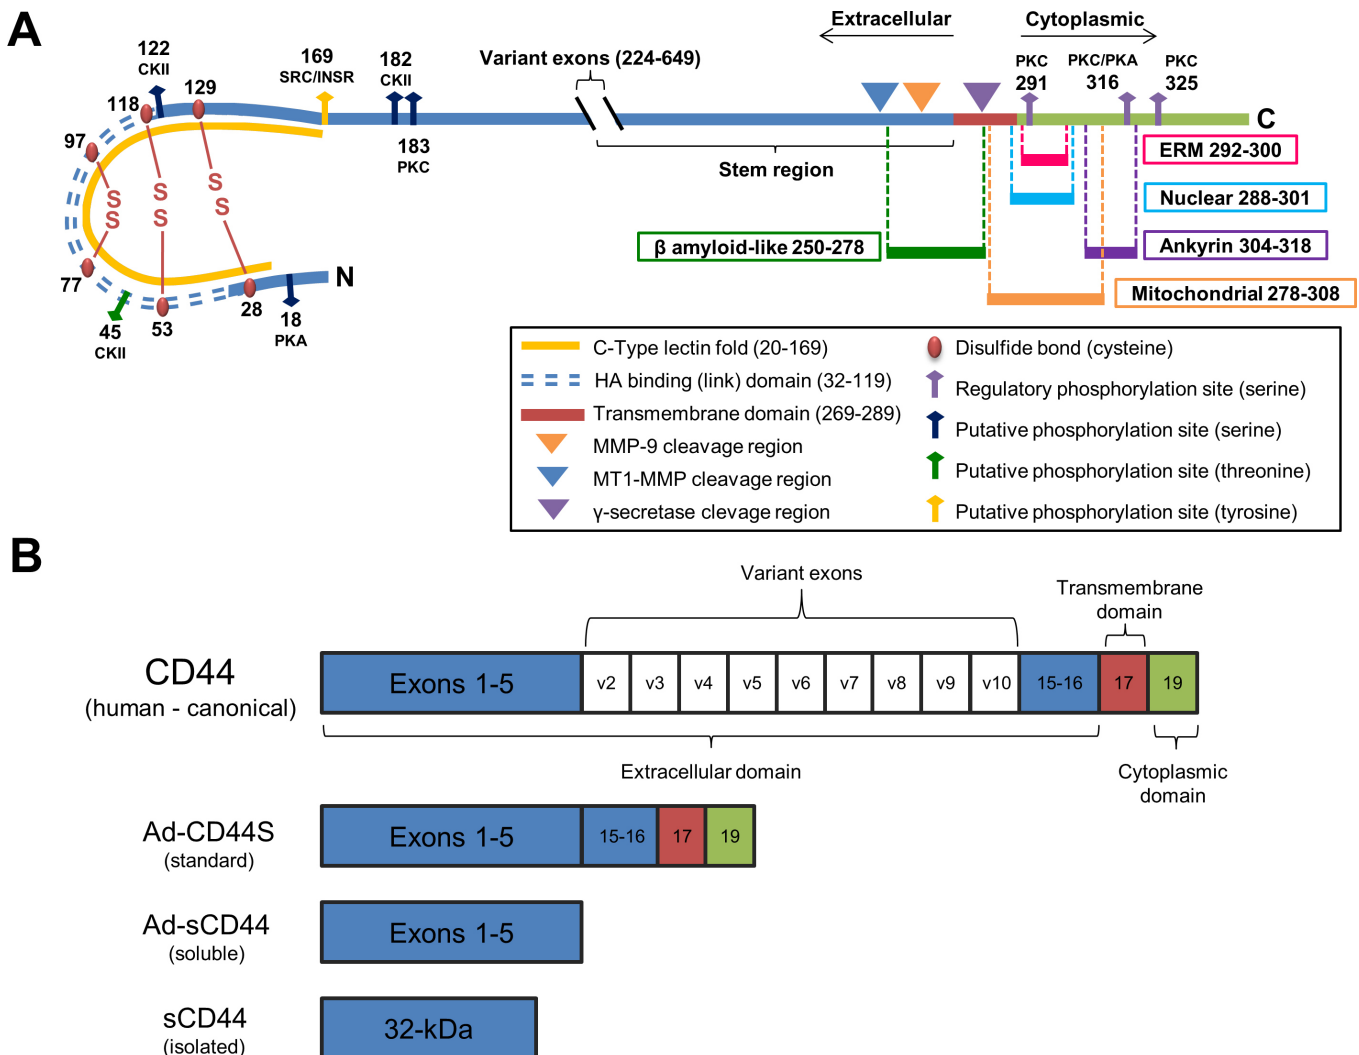 A
Extracellular
Cytoplasmic
122
CKII
129
118
97
169
SRC/INSR
182
CKII
183
PKC
Variant exons (224-649)
PKC
291
PKC/PKA
316
PKC
325
C
Stem region
S
S
S
S
S
S
77
45
CKII
53
28
18
PKA
N
ERM 292-300
Nuclear 288-301
β amyloid-like 250-278
Ankyrin 304-318
Mitochondrial 278-308
C-Type lectin fold (20-169)
HA binding (link) domain (32-119)
Transmembrane domain (269-289)
MMP-9 cleavage region
MT1-MMP cleavage region
γ-secretase clevage region
Disulfide bond (cysteine)
Regulatory phosphorylation site (serine)
Putative phosphorylation site (serine)
Putative phosphorylation site (threonine)
Putative phosphorylation site (tyrosine)
B
Variant exons
Transmembrane
domain
CD44
(human - canonical)
Exons 1-5
v2
v3
v4
v5
v6
v7
v8
v9
v10
15-16
17
19
Extracellular domain
Cytoplasmic
domain
Ad-CD44S
(standard)
Exons 1-5
15-16
17
19
Ad-sCD44
(soluble)
Exons 1-5
sCD44
(isolated)
32-kDa